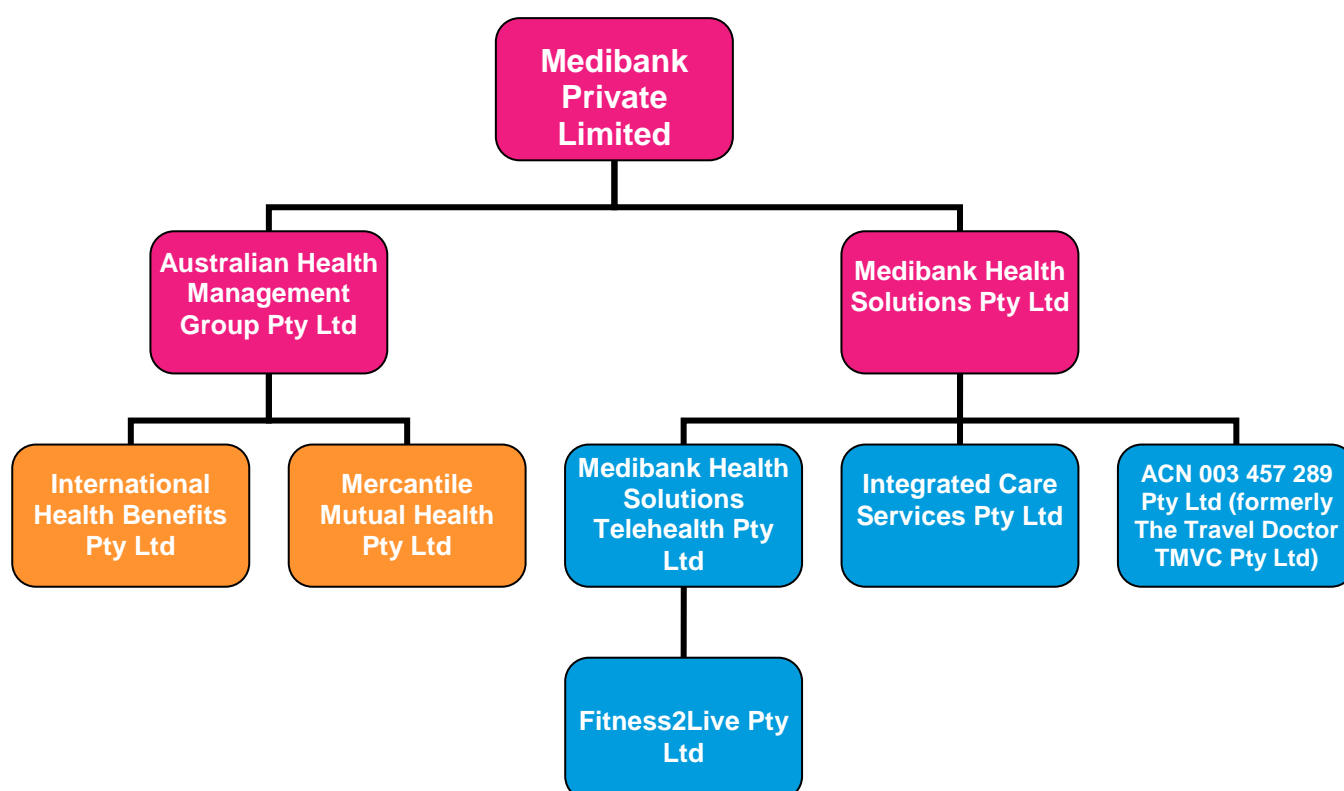 Medibank
Private
Limited
Australian Health
Management
Group Pty Ltd
Medibank Health
Solutions Pty Ltd
International
Health Benefits
Pty Ltd
Mercantile
Mutual Health
Pty Ltd
Medibank Health
Solutions
Telehealth Pty
Ltd
Integrated Care
Services Pty Ltd
ACN 003 457 289
Pty Ltd (formerly
The Travel Doctor
TMVC Pty Ltd)
Fitness2Live Pty
Ltd